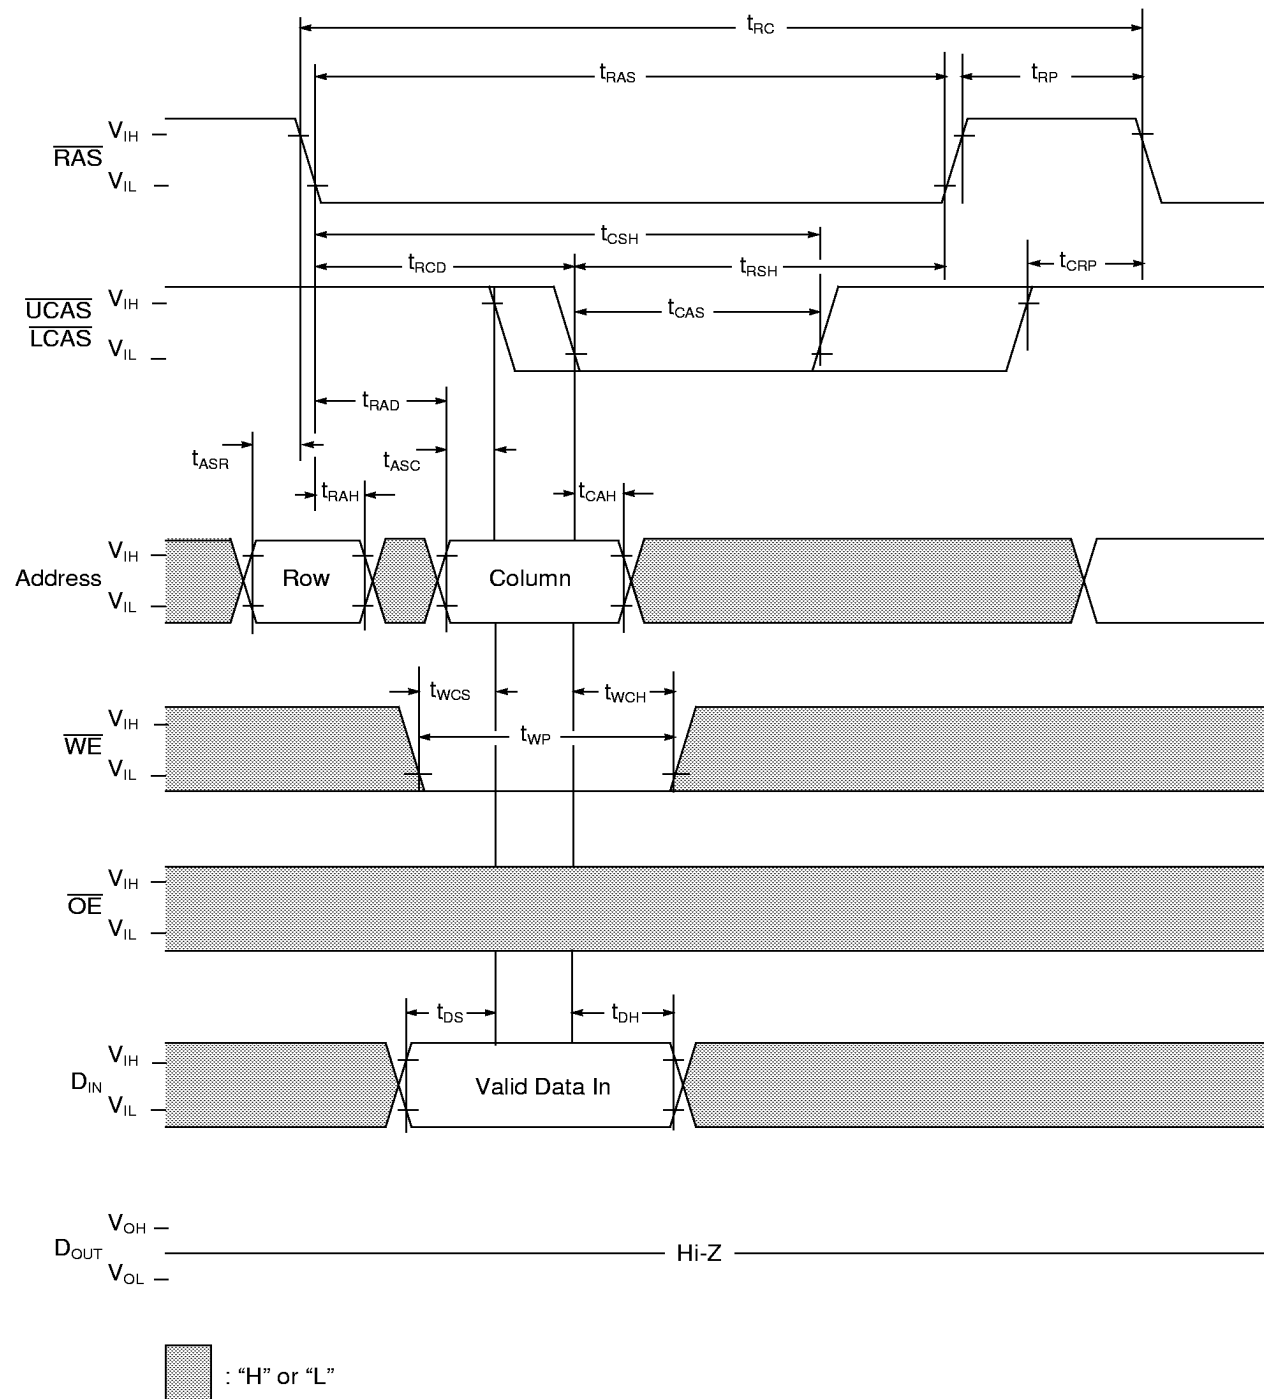 tRC
tRAS
tRP
VIH
RAS
VIL
tCSH
tRCD
tRSH
tCRP
UCAS
LCAS
VIH
VIL
tCAS
tRAD
tASR
tASC
tRAH
tCAH
VIH
Address
VIL
Row
Column
tWCS
tWCH
VIH
WE
VIL
tWP
VIH
OE
VIL
tDS
tDH
VIH
DIN
VIL
Valid Data In
VOH
DOUT
VOL
Hi-Z
: “H” or “L”